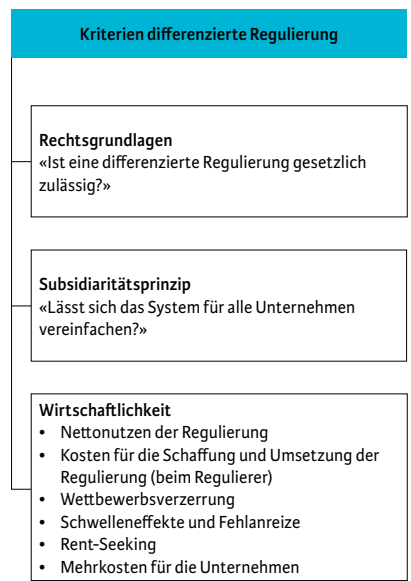 Kriterien differenzierte Regulierung
Rechtsgrundlagen
«Ist eine differenzierte Regulierung gesetzlich
zulässig?»
Subsidiaritätsprinzip
«Lässt sich das System für alle Unternehmen
vereinfachen?»
Wirtschaftlichkeit
• Nettonutzen der Regulierung
• Kosten für die Schaffung und Umsetzung der
Regulierung (beim Regulierer)
• Wettbewerbsverzerrung
• Schwelleneffekte und Fehlanreize
• Rent-Seeking
• Mehrkosten für die Unternehmen